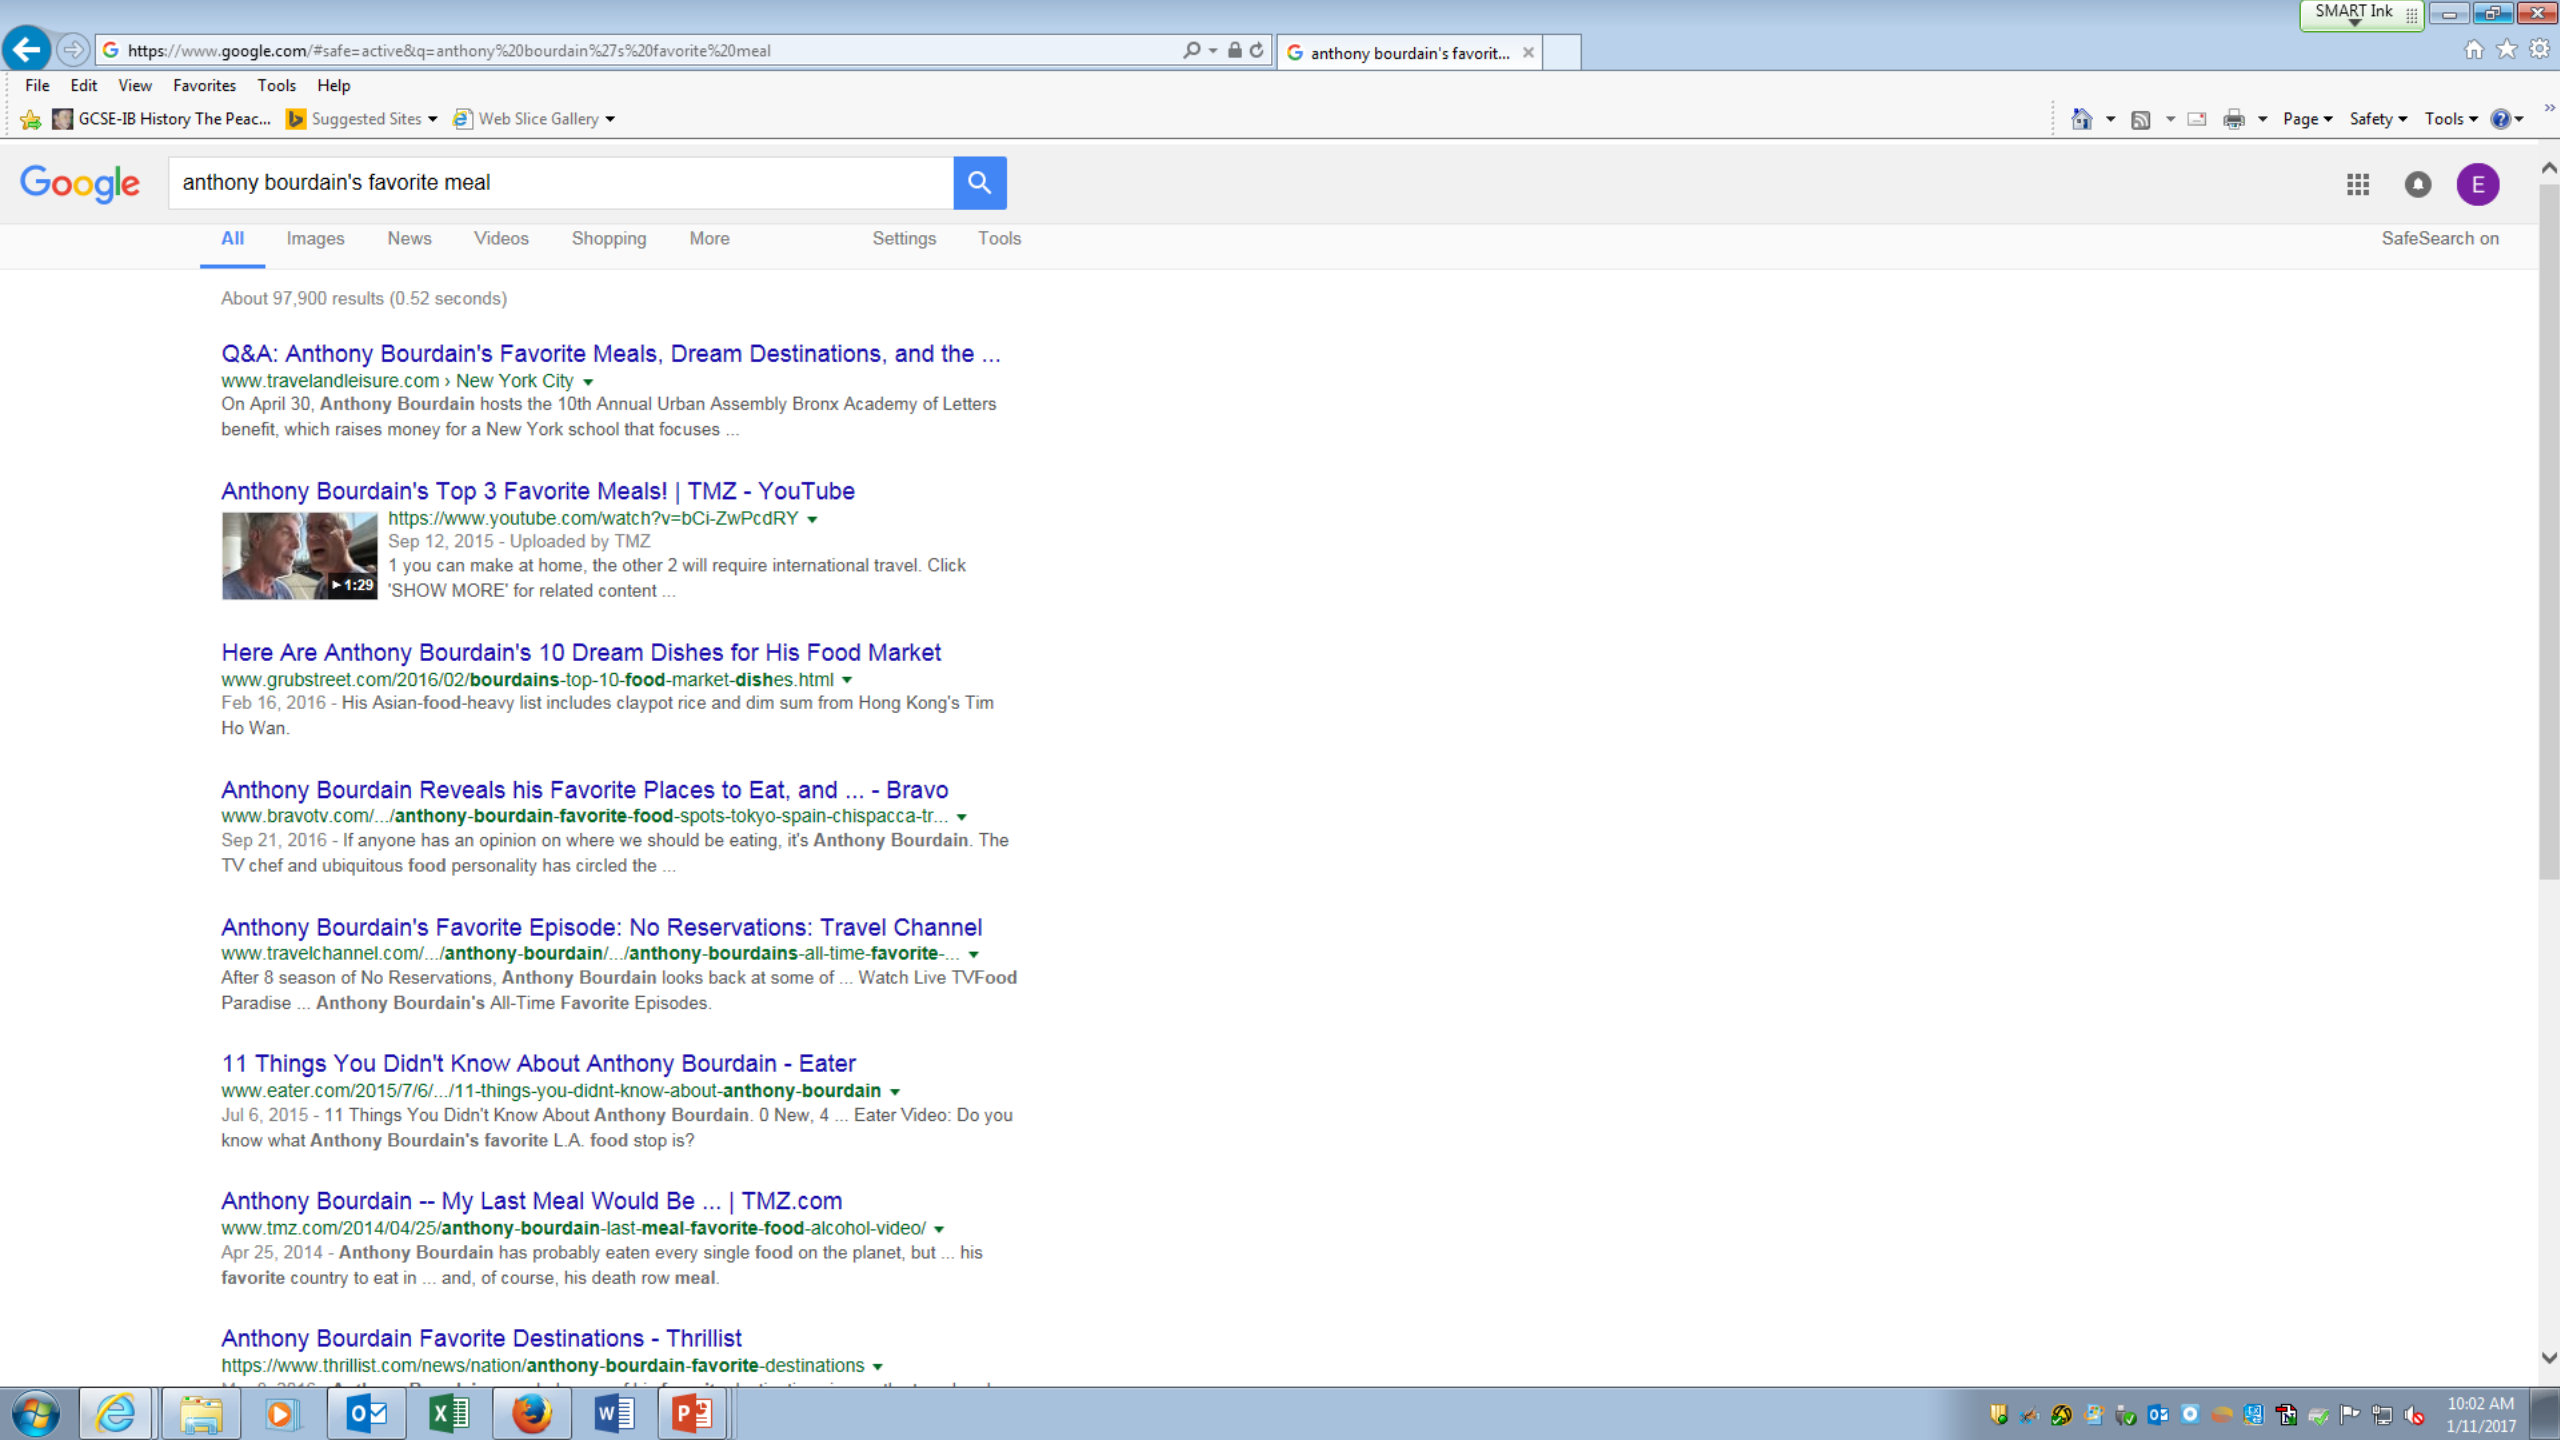 SMART Ink
https://www.google.com/#safe=active&q=anthony%20bourdain%27s%20favorite%20meal
anthony bourdain's favorit...
File Edit View Favorites Tools Help
GCSE-IB History The Peac... Suggested Sites Web Slice Gallery
Page Safety Tools
Google
anthony bourdain's favorite meal
E
All Images News Videos Shopping More Settings Tools
SafeSearch on
About 97,900 results (0.52 seconds)
Q&A: Anthony Bourdain's Favorite Meals, Dream Destinations, and the ...
www.travelandleisure.com › New York City
On April 30, Anthony Bourdain hosts the 10th Annual Urban Assembly Bronx Academy of Letters
benefit, which raises money for a New York school that focuses ...
Anthony Bourdain's Top 3 Favorite Meals! | TMZ - YouTube
https://www.youtube.com/watch?v=bCi-ZwPcdRY
Sep 12, 2015 - Uploaded by TMZ
1 you can make at home, the other 2 will require international travel. Click
'SHOW MORE' for related content ...
1:29
Here Are Anthony Bourdain's 10 Dream Dishes for His Food Market
www.grubstreet.com/2016/02/bourdains-top-10-food-market-dishes.html
Feb 16, 2016 - His Asian-food-heavy list includes claypot rice and dim sum from Hong Kong's Tim
Ho Wan.
Anthony Bourdain Reveals his Favorite Places to Eat, and ... - Bravo
www.bravotv.com/.../anthony-bourdain-favorite-food-spots-tokyo-spain-chispacca-tr...
Sep 21, 2016 - If anyone has an opinion on where we should be eating, it's Anthony Bourdain. The
TV chef and ubiquitous food personality has circled the ...
Anthony Bourdain's Favorite Episode: No Reservations: Travel Channel
www.travelchannel.com/.../anthony-bourdain/.../anthony-bourdains-all-time-favorite-...
After 8 season of No Reservations, Anthony Bourdain looks back at some of ... Watch Live TVFood
Paradise ... Anthony Bourdain's All-Time Favorite Episodes.
11 Things You Didn't Know About Anthony Bourdain - Eater
www.eater.com/2015/7/6/.../11-things-you-didnt-know-about-anthony-bourdain
Jul 6, 2015 - 11 Things You Didn't Know About Anthony Bourdain. 0 New, 4 ... Eater Video: Do you
know what Anthony Bourdain's favorite L.A. food stop is?
Anthony Bourdain -- My Last Meal Would Be ... | TMZ.com
www.tmz.com/2014/04/25/anthony-bourdain-last-meal-favorite-food-alcohol-video/
Apr 25, 2014 - Anthony Bourdain has probably eaten every single food on the planet, but ... his
favorite country to eat in ... and, of course, his death row meal.
Anthony Bourdain Favorite Destinations - Thrillist
https://www.thrillist.com/news/nation/anthony-bourdain-favorite-destinations
10:02 AM
1/11/2017